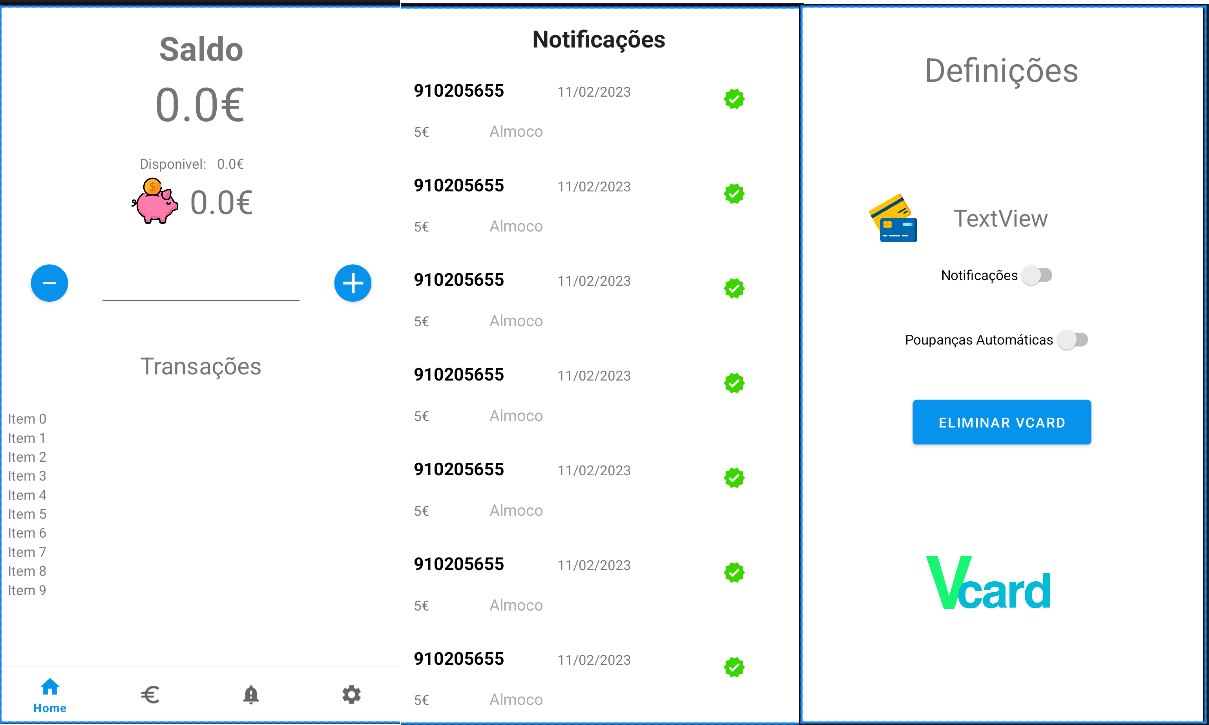 Saldo
0.0€
Disponivel: 0.0€
0.0€
Transações
Item 0
Item 1
Item 2
Item 3
Item 4
Item 5
Item 6
Item 7
Item 8
Item 9
Home
Notificações
910205655 11/02/2023
5€ Almoco
910205655 11/02/2023
5€ Almoco
910205655 11/02/2023
5€ Almoco
910205655 11/02/2023
5€ Almoco
910205655 11/02/2023
5€ Almoco
910205655 11/02/2023
5€ Almoco
910205655 11/02/2023
5€ Almoco
Definições
TextView
Notificações
Poupanças Automáticas
ELIMINAR VCARD
Vcard